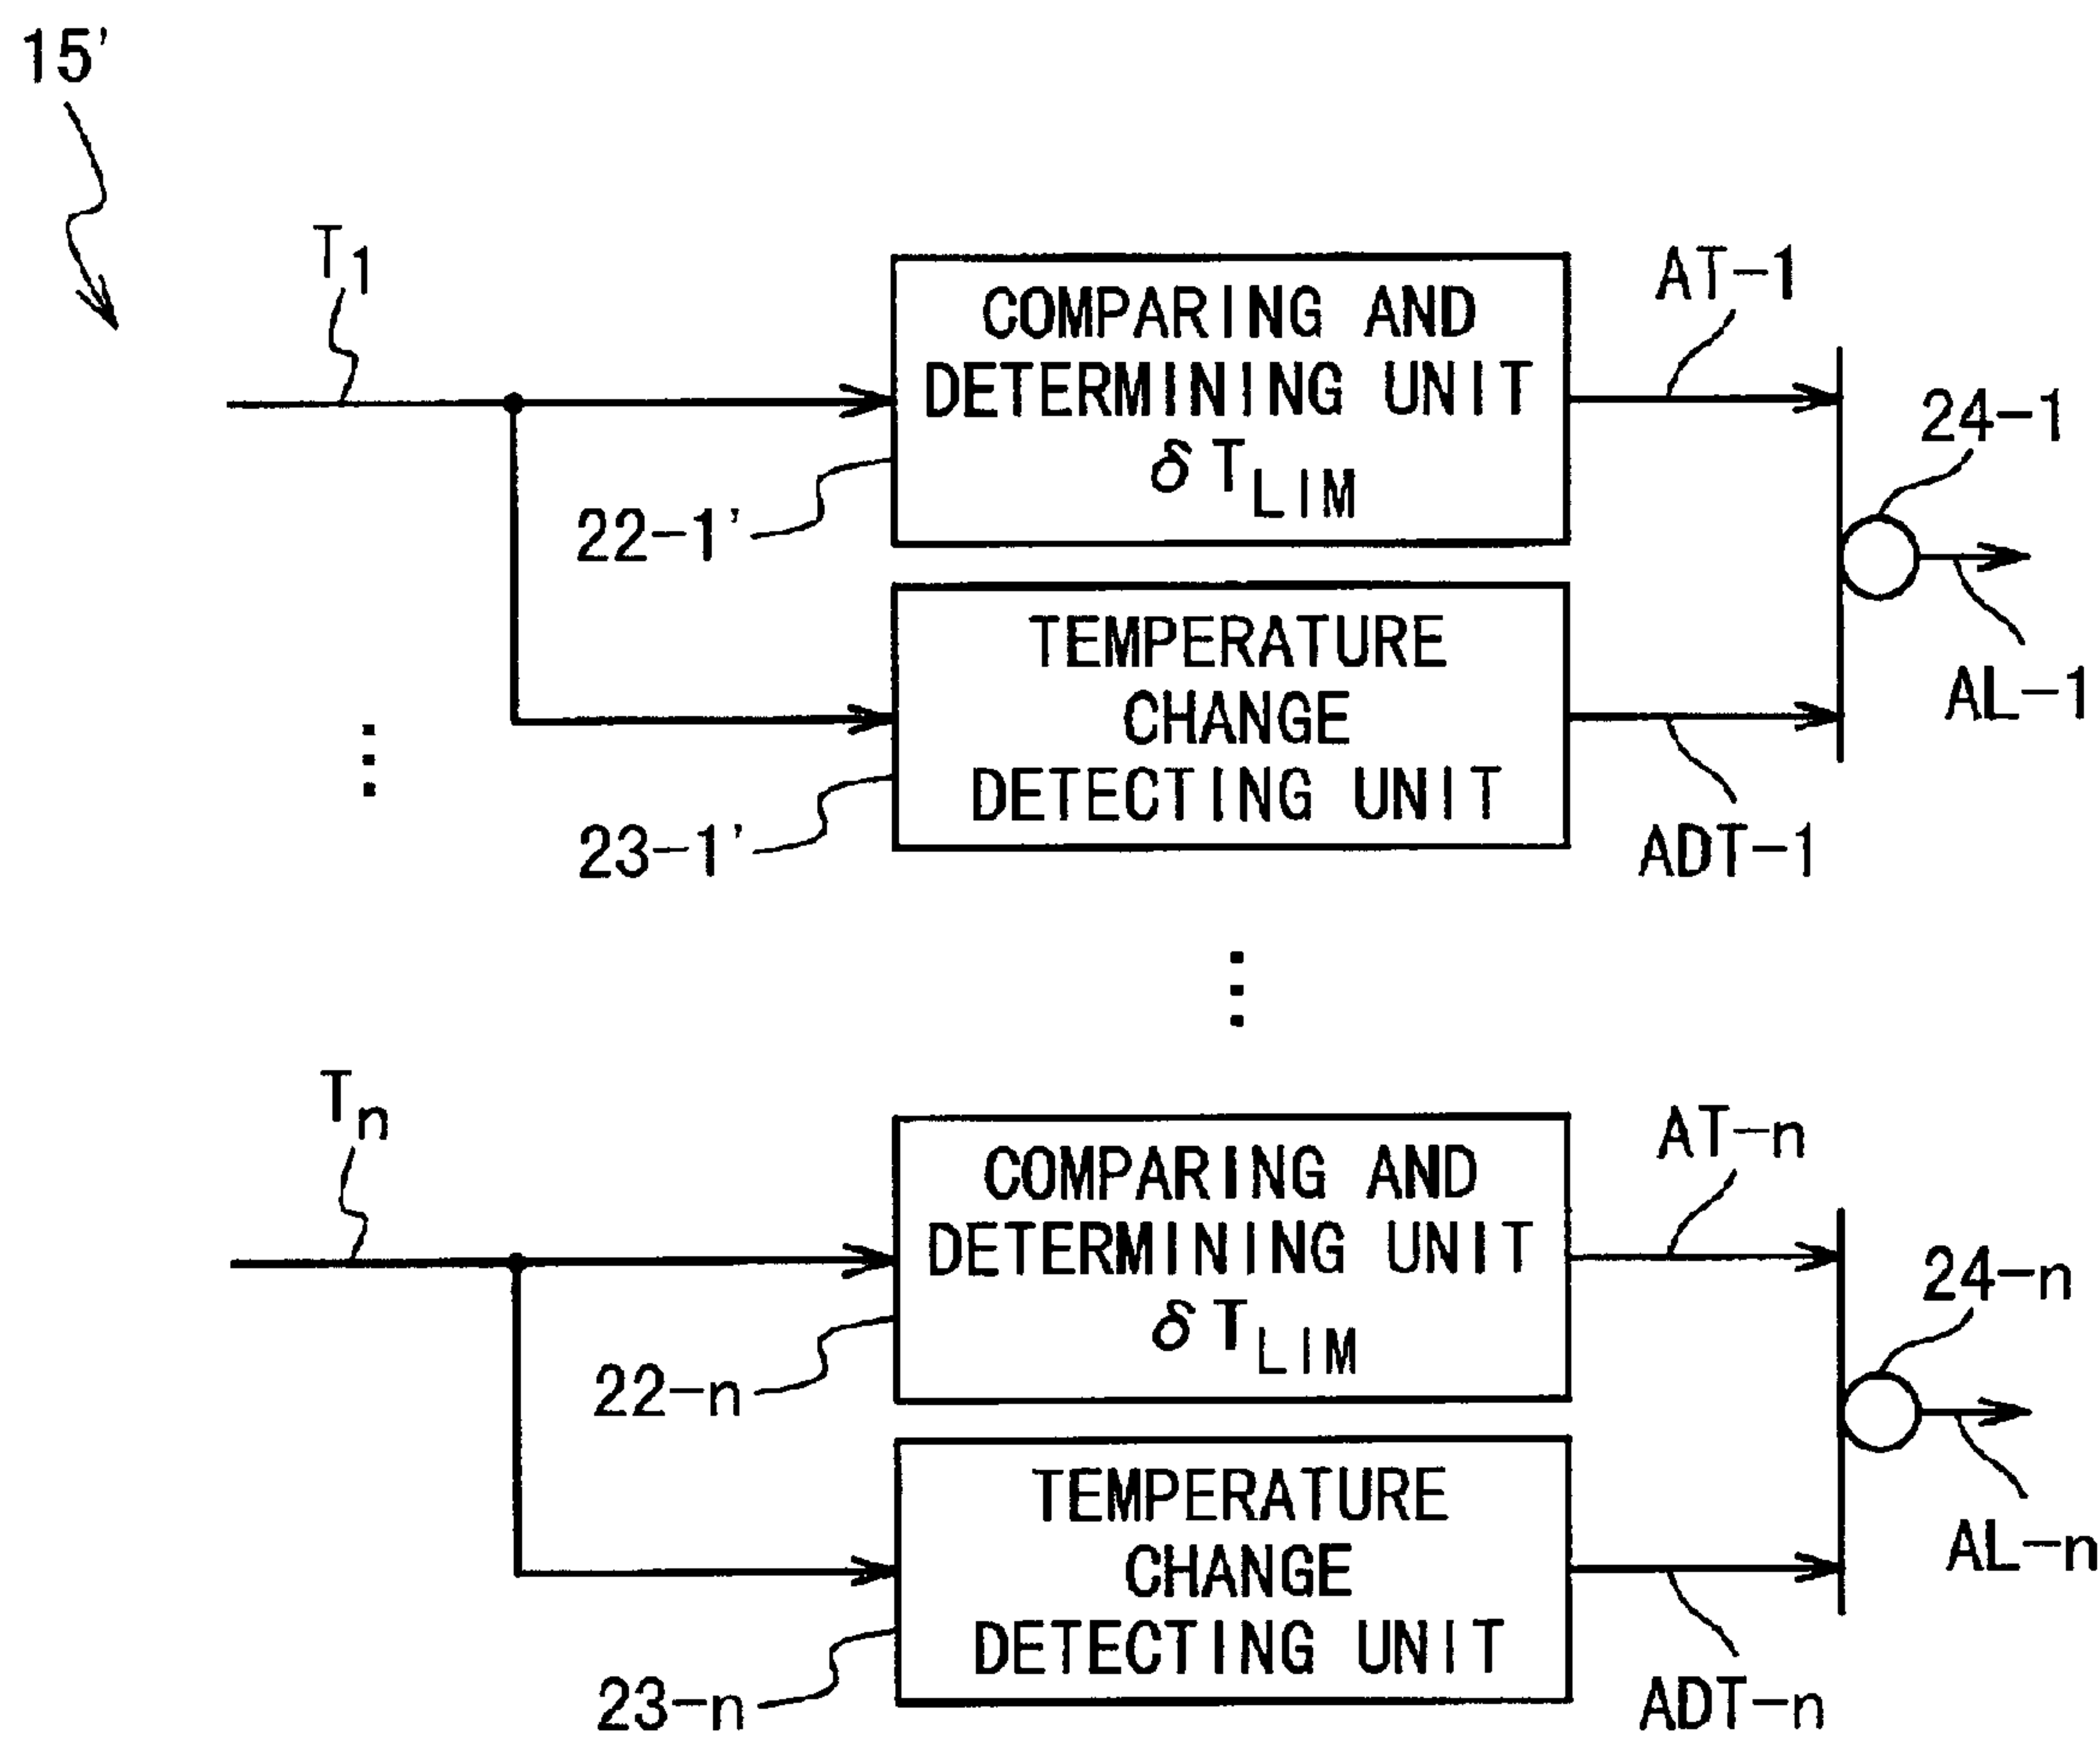 15'
T1
COMPARING AND
DETERMINING UNIT
δTLIM
AT-1
24-1
22-1'
TEMPERATURE
CHANGE
DETECTING UNIT
AL-1
23-1'
ADT-1
Tn
COMPARING AND
DETERMINING UNIT
δTLIM
AT-n
24-n
22-n
TEMPERATURE
CHANGE
DETECTING UNIT
AL-n
23-n
ADT-n